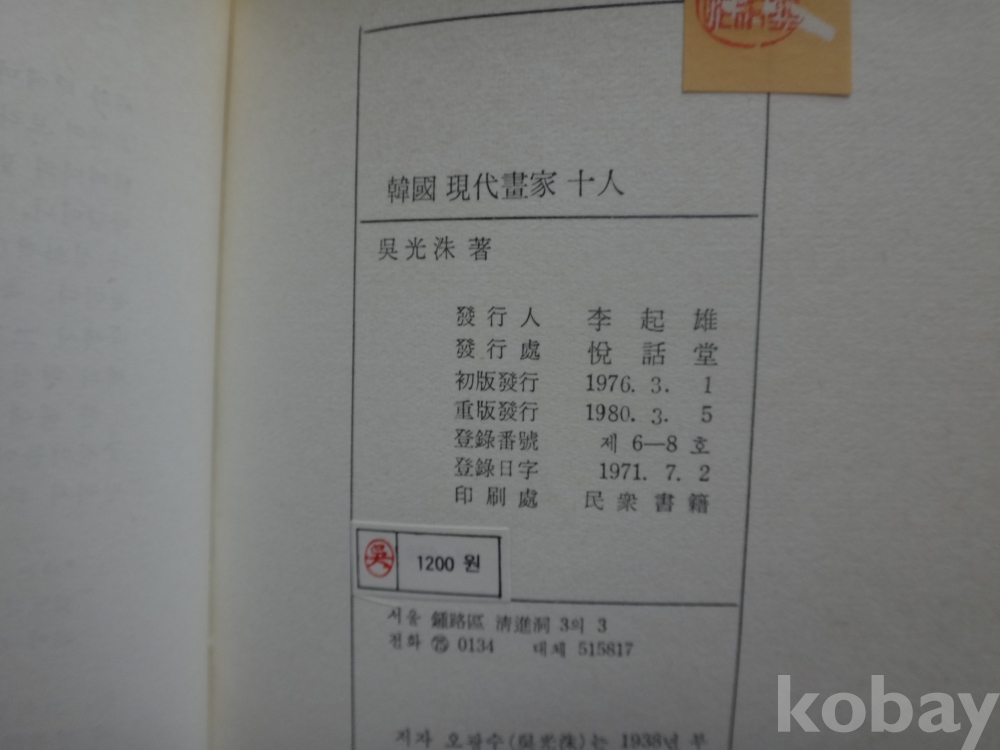 韓國 現代畫家 十人
吳光洙 著
發行人 李起雄
發行處 悅話堂
初版發行 1976. 3. 1
重版發行 1980. 3. 5
登錄番號 제 6—8 호
登錄日字 1971. 7. 2
印刷處 民衆書籍
吳 1200 원
서울 鍾路區 淸進洞 3의 3
전화 ㊄ 0134 대체 515817
저자 오광수(吳光洙)는 1938년 부
kobay